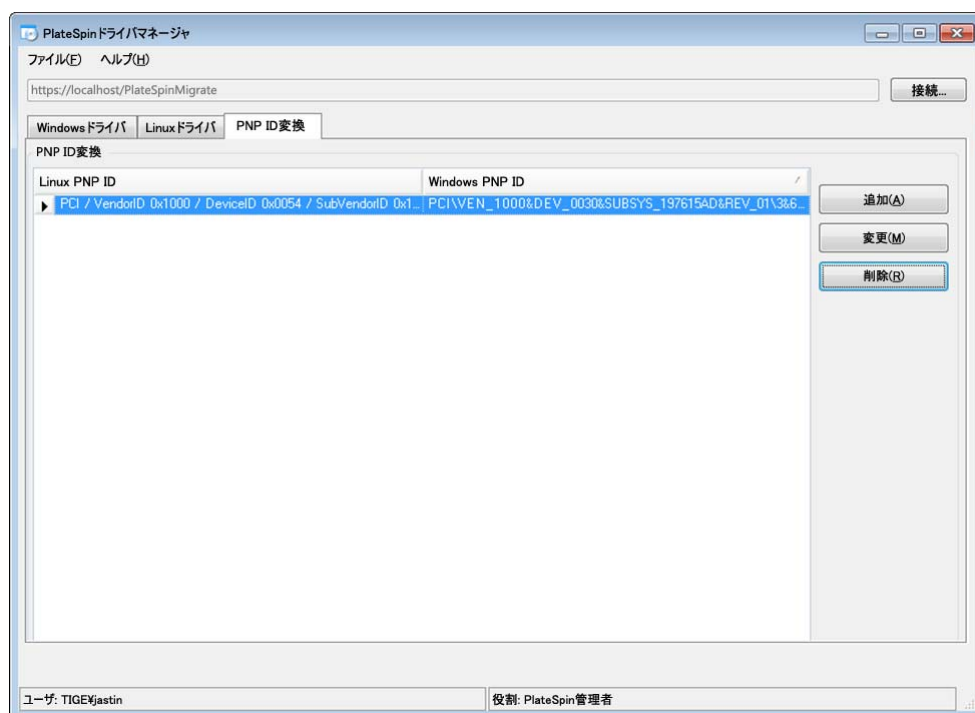 PlateSpinドライバマネージャ
ファイル(F) ヘルプ(H)
https://localhost/PlateSpinMigrate
接続...
Windowsドライバ Linuxドライバ PNP ID変換
PNP ID変換
Linux PNP ID Windows PNP ID
PCI / VendorID 0x1000 / DeviceID 0x0054 / SubVendorID 0x1... PCI\VEN_1000&DEV_0030&SUBSYS_197615AD&REV_01\3&6...
追加(A)
変更(M)
削除(R)
ユーザ: TIGE¥jastin 役割: PlateSpin管理者